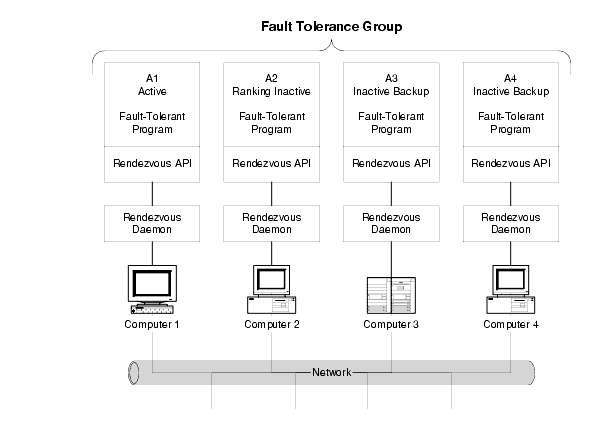 Fault Tolerance Group
A1
Active
Fault-Tolerant
Program
Rendezvous API
Rendezvous
Daemon
Computer 1
A2
Ranking Inactive
Fault-Tolerant
Program
Rendezvous API
Rendezvous
Daemon
Computer 2
A3
Inactive Backup
Fault-Tolerant
Program
Rendezvous API
Rendezvous
Daemon
Computer 3
A4
Inactive Backup
Fault-Tolerant
Program
Rendezvous API
Rendezvous
Daemon
Computer 4
Network